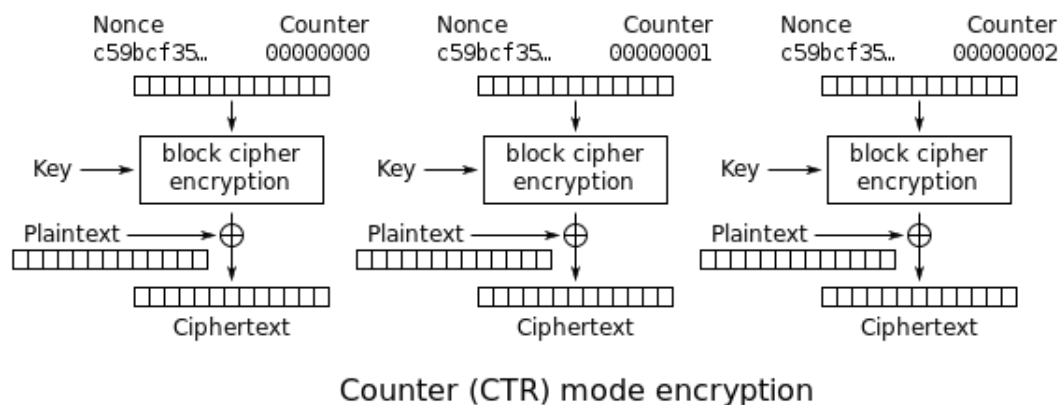 Nonce Counter Nonce Counter Nonce Counter
c59bcf35… 00000000 c59bcf35… 00000001 c59bcf35… 00000002
block cipher block cipher block cipher
Key encryption Key encryption Key encryption
Plaintext Plaintext Plaintext
Ciphertext Ciphertext Ciphertext
Counter (CTR) mode encryption